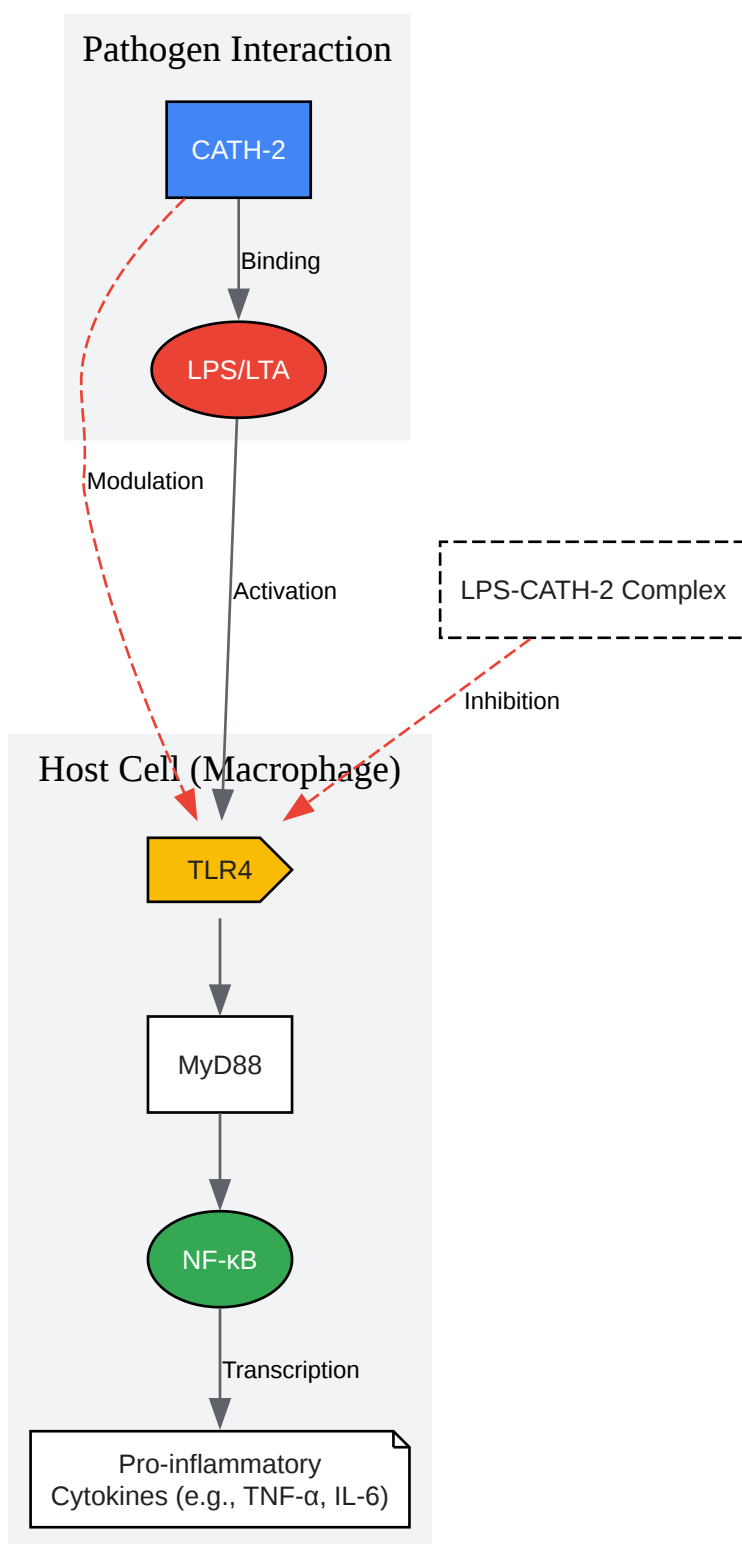 Pathogen Interaction
CATH-2
Binding
LPS/LTA
Modulation
Activation
LPS-CATH-2 Complex
Inhibition
Host Cell (Macrophage)
TLR4
MyD88
NF-κB
Transcription
Pro-inflammatory
Cytokines (e.g., TNF-α, IL-6)